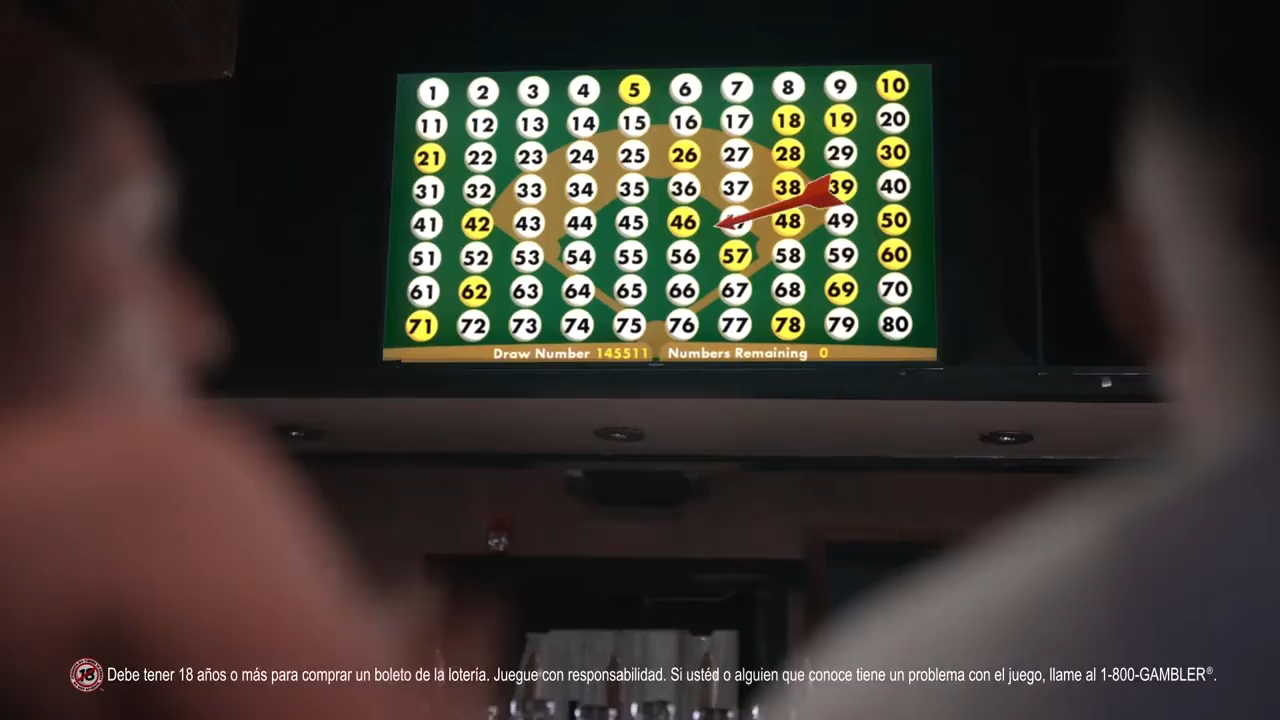 1 2 3 4 5 6 7 8 9 10
11 12 13 14 15 16 17 18 19 20
21 22 23 24 25 26 27 28 29 30
31 32 33 34 35 36 37 38 39 40
41 42 43 44 45 46 48 49 50
51 52 53 54 55 56 57 58 59 60
61 62 63 64 65 66 67 68 69 70
71 72 73 74 75 76 77 78 79 80
Draw Number 145511 Numbers Remaining 0
18 Debe tener 18 años o más para comprar un boleto de la lotería. Juegue con responsabilidad. Si ustéd o alguien que conoce tiene un problema con el juego, llame al 1-800-GAMBLER®.